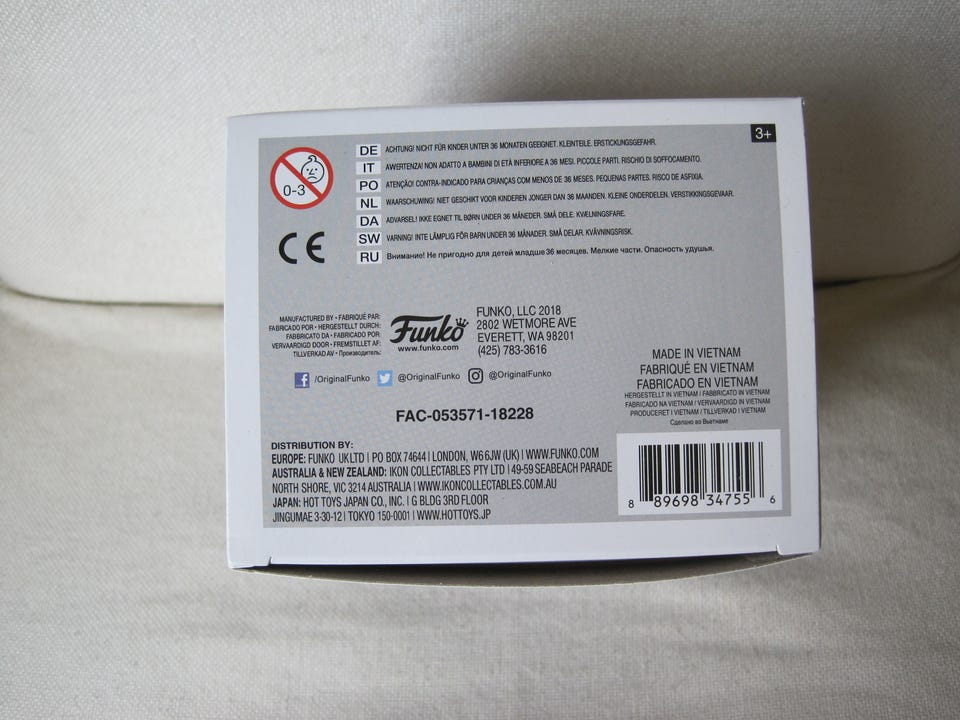 3+
0-3
CE
DE ACHTUNG! NICHT FÜR KINDER UNTER 36 MONATEN GEEIGNET. KLEINTEILE. ERSTICKUNGSGEFAHR.
IT AWERTENZA! NON ADATTO A BAMBINI DI ETÀ INFERIORE A 36 MESI. PICCOLE PARTI. RISCHIO DI SOFFOCAMENTO.
PO ATENÇÃO! CONTRA-INDICADO PARA CRIANÇAS COM MENOS DE 36 MESES. PEQUENAS PARTES. RISCO DE ASFIXIA.
NL WAARSCHUWING! NIET GESCHIKT VOOR KINDEREN JONGER DAN 36 MAANDEN. KLEINE ONDERDELEN. VERSTIKKINGSGEVAAR.
DA ADVARSEL! IKKE EGNET TIL BØRN UNDER 36 MÅNEDER. SMÅ DELE. KVÆLNINGSFARE.
SW VARNING! INTE LÄMPLIG FÖR BARN UNDER 36 MÅNADER. SMÅ DELAR. KVÄVNINGSRISK.
RU Внимание! Не пригодно для детей младше 36 месяцев. Мелкие части. Опасность удушья.
MANUFACTURED BY • FABRIQUÉ PAR:
FABRICADO POR • HERGESTELLT DURCH:
FABBRICATO DA • FABRICADO POR:
VERVAARDIGD DOOR • FREMSTILLET AF:
TILLVERKAD AV • Производитель:
Funko
www.funko.com
FUNKO, LLC 2018
2802 WETMORE AVE
EVERETT, WA 98201
(425) 783-3616
/OriginalFunko @OriginalFunko @OriginalFunko
FAC-053571-18228
MADE IN VIETNAM
FABRIQUÉ EN VIETNAM
FABRICADO EN VIETNAM
HERGESTELLT IN VIETNAM / FABBRICATO IN VIETNAM
FABRICADO NA VIETNAM / VERVAARDIGD IN VIETNAM
PRODUCERET I VIETNAM / TILLVERKAD I VIETNAM
Сделано во Вьетнаме
DISTRIBUTION BY:
EUROPE: FUNKO UK LTD | PO BOX 74644 | LONDON, W6 6JW (UK) | WWW.FUNKO.COM
AUSTRALIA & NEW ZEALAND: IKON COLLECTABLES PTY LTD | 49-59 SEABEACH PARADE
NORTH SHORE, VIC 3214 AUSTRALIA | WWW.IKONCOLLECTABLES.COM.AU
JAPAN: HOT TOYS JAPAN CO., INC. | G BLDG 3RD FLOOR
JINGUMAE 3-30-12 | TOKYO 150-0001 | WWW.HOTTOYS.JP
8 89698 34755 6